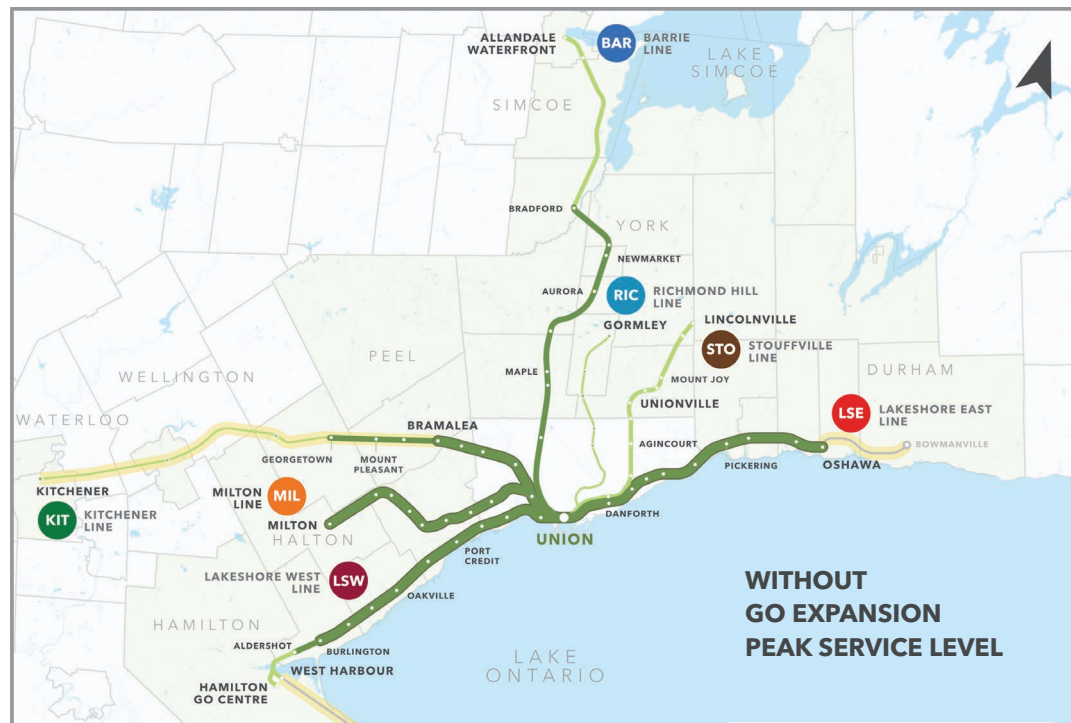 ALLANDALE
WATERFRONT
BAR
BARRIE
LINE
LAKE
SIMCOE
SIMCOE
BRADFORD
YORK
NEWMARKET
AURORA
RIC
RICHMOND HILL
LINE
GORMLEY
LINCOLNVILLE
STO
STOUFFVILLE
LINE
PEEL
MAPLE
MOUNT JOY
DURHAM
WELLINGTON
UNIONVILLE
LSE
LAKESHORE EAST
LINE
WATERLOO
BRAMALEA
AGINCOURT
BOWMANVILLE
GEORGETOWN
MOUNT
PLEASANT
PICKERING
OSHAWA
KITCHENER
KIT
KITCHENER
LINE
MILTON
LINE
MIL
MILTON
HALTON
DANFORTH
UNION
PORT
CREDIT
LAKESHORE WEST
LINE
LSW
OAKVILLE
HAMILTON
ALDERSHOT
BURLINGTON
WEST HARBOUR
HAMILTON
GO CENTRE
LAKE
ONTARIO
WITHOUT
GO EXPANSION
PEAK SERVICE LEVEL